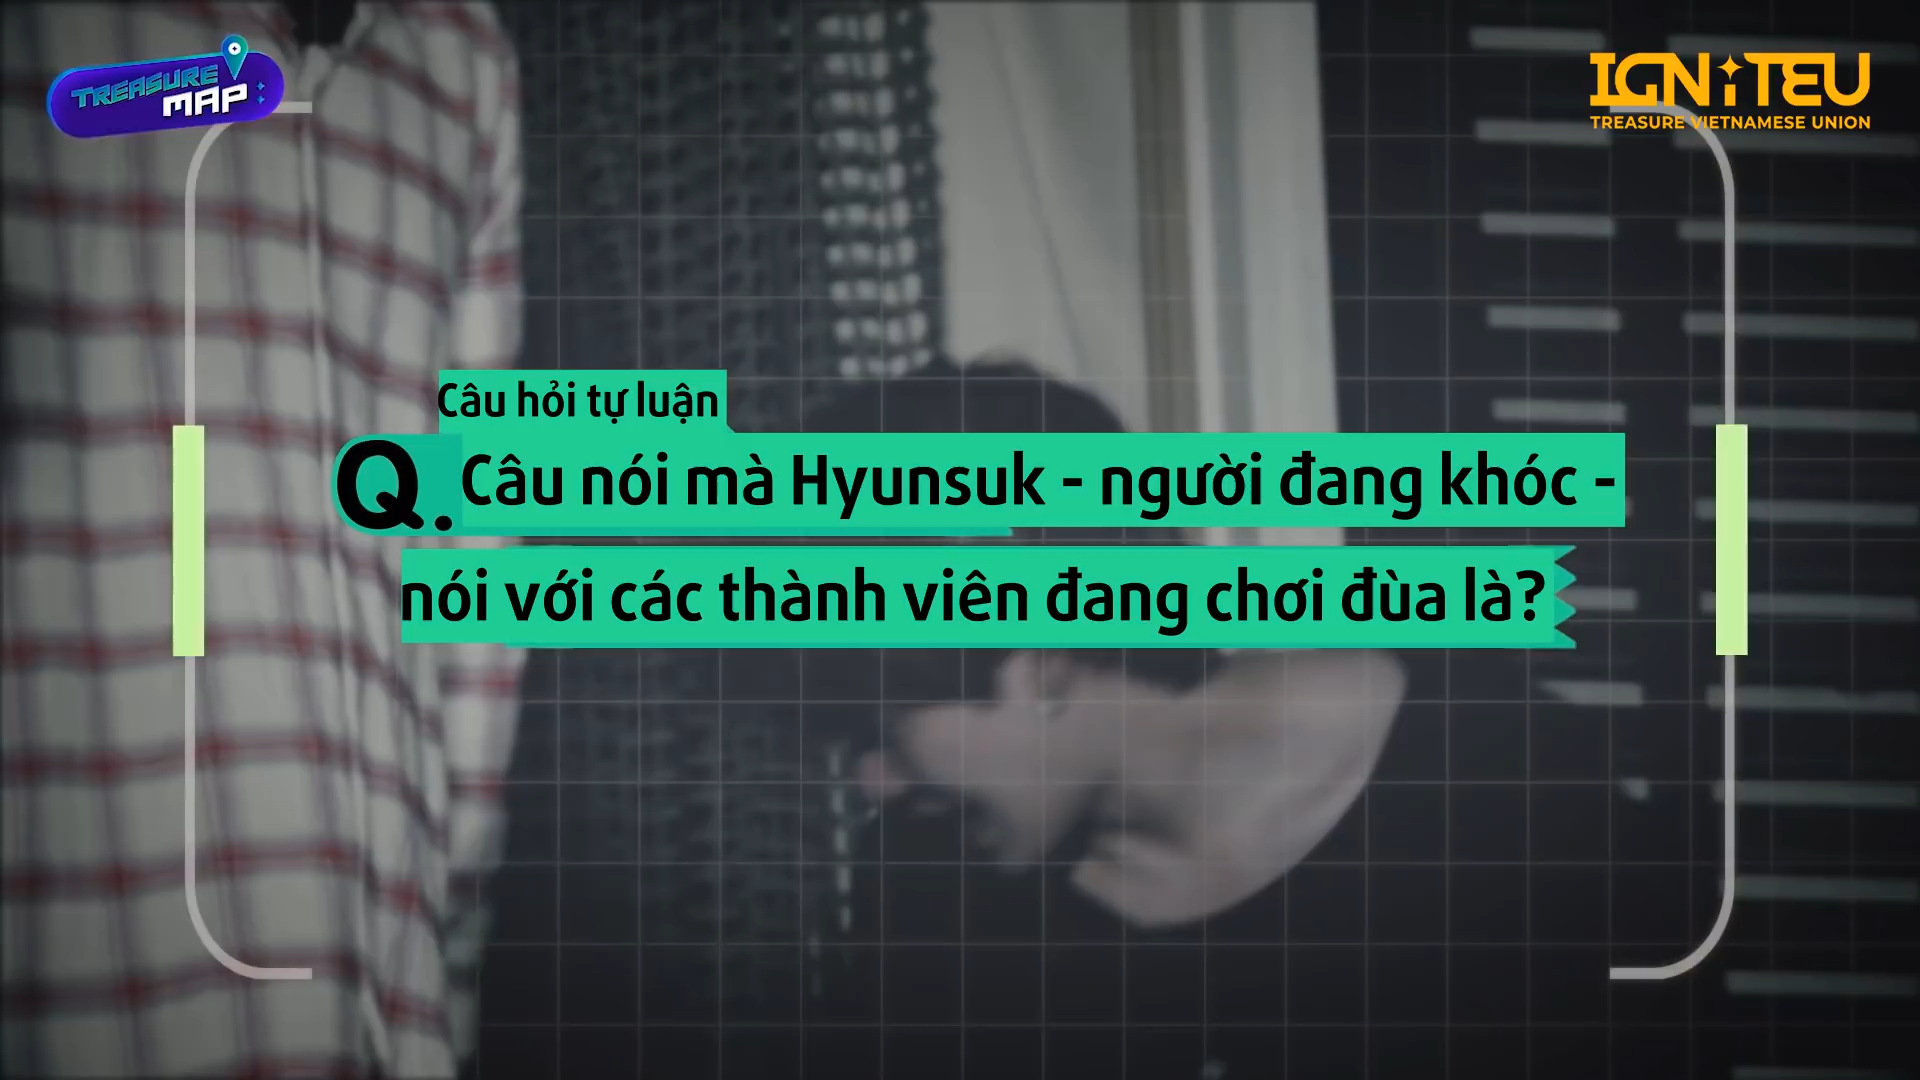 TREASURE
MAP
IGNITEU
TREASURE VIETNAMESE UNION
Câu hỏi tự luận
Q. Câu nói mà Hyunsuk - người đang khóc -
nói với các thành viên đang chơi đùa là?